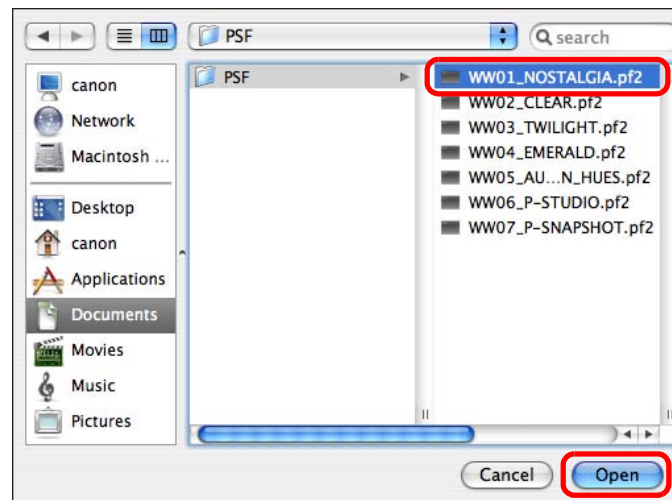 PSF
search
canon
Network
Macintosh ...
Desktop
canon
Applications
Documents
Movies
Music
Pictures
PSF
WW01_NOSTALGIA.pf2
WW02_CLEAR.pf2
WW03_TWILIGHT.pf2
WW04_EMERALD.pf2
WW05_AU...N_HUES.pf2
WW06_P-STUDIO.pf2
WW07_P-SNAPSHOT.pf2
Cancel
Open